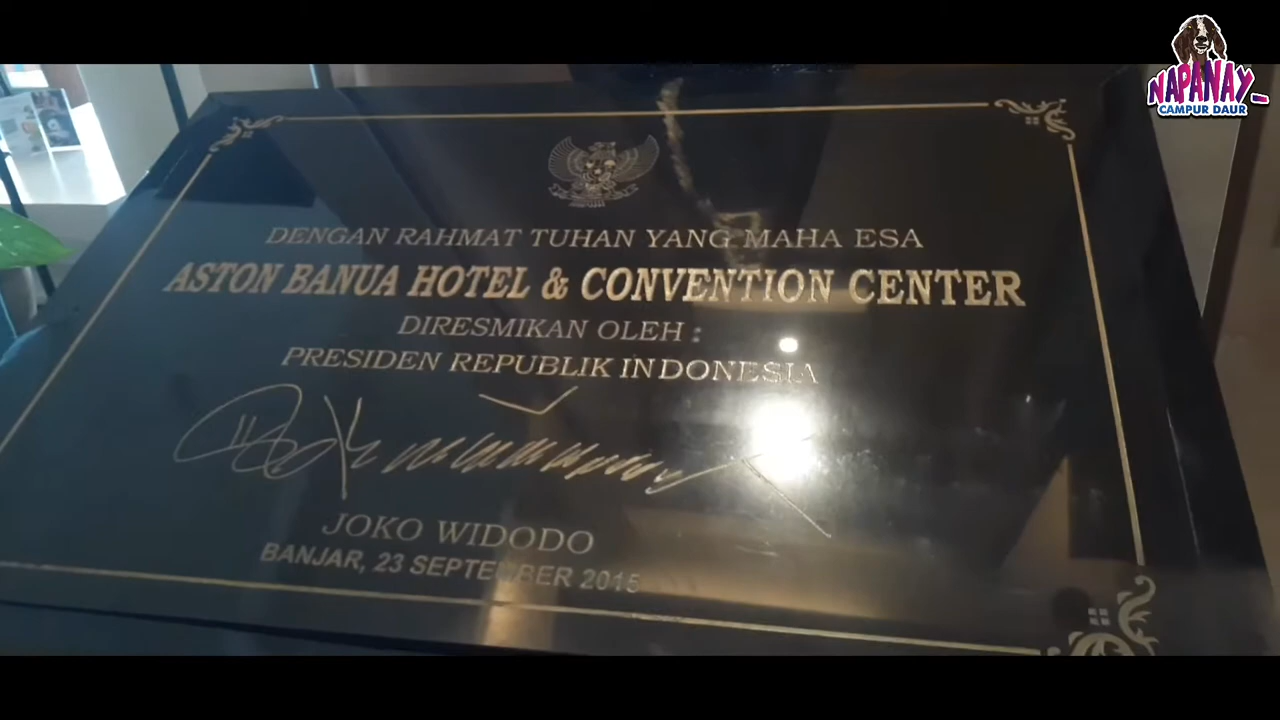 NAPANAY
CAMPUR DAUR
DENGAN RAHMAT TUHAN YANG MAHA ESA
ASTON BANUA HOTEL & CONVENTION CENTER
DIRESMIKAN OLEH :
PRESIDEN REPUBLIK INDONESIA
JOKO WIDODO
BANJAR, 23 SEPTEMBER 2015